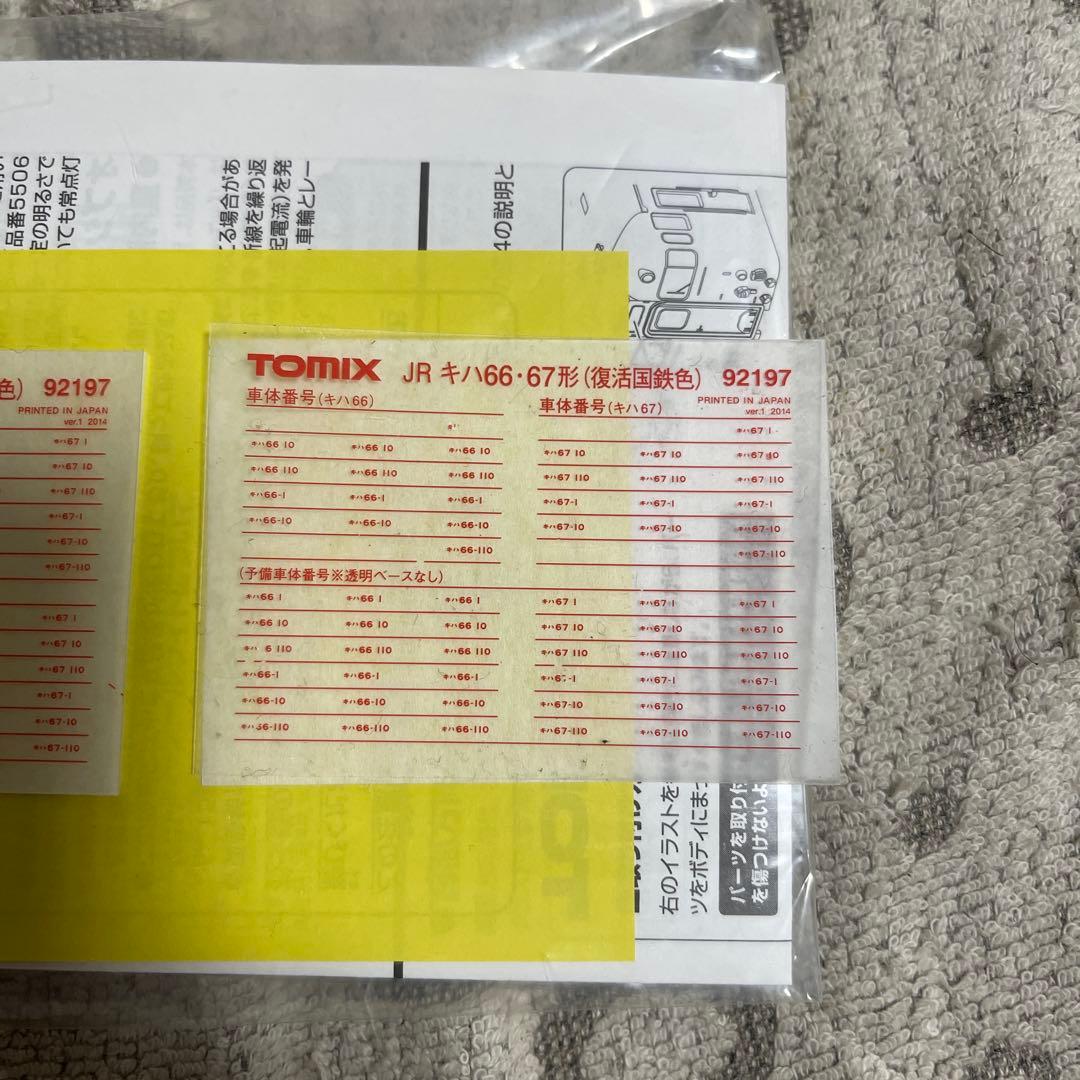 品番5506
定の明るさで
いても常点灯
る場合があ
線を繰り返
起電流)を発
車輪とレー
4の説明と
色) 92197
PRINTED IN JAPAN
ver.1 2014
キハ67 1
キハ67 10
キハ67 110
キハ67-1
キハ67-10
キハ67-110
キハ67 1
キハ67 10
キハ67 110
キハ67-1
キハ67-10
キハ67-110
TOMIX JR キハ66・67形(復活国鉄色) 92197
PRINTED IN JAPAN
ver.1 2014
車体番号(キハ66)
キハ66 10 キハ66 10 キハ66 10
キハ66 110 キハ66 110 キハ66 110
キハ66-1 キハ66-1 キハ66-1
キハ66-10 キハ66-10 キハ66-10
キハ66-110
車体番号(キハ67)
キハ67 1
キハ67 10 キハ67 10 キハ67 10
キハ67 110 キハ67 110 キハ67 110
キハ67-1 キハ67-1 キハ67-1
キハ67-10 キハ67-10 キハ67-10
キハ67-110
(予備車体番号※透明ベースなし)
キハ66 1 キハ66 1 キハ66 1
キハ66 10 キハ66 10 キハ66 10
6 110 キハ66 110 キハ66 110
キハ66-1 キハ66-1 キハ66-1
キハ66-10 キハ66-10 キハ66-10
キハ66-110 キハ66-110 キハ66-110
キハ67 1 キハ67 1 キハ67 1
キハ67 10 キハ67 10 キハ67 10
キハ67 110 キハ67 110 キハ67 110
キハ67-1 キハ67-1 キハ67-1
キハ67-10 キハ67-10 キハ67-10
キハ67-110 キハ67-110 キハ67-110
右のイラストを
ツをボディにまっ
パーツを取り付
を傷つけないよ